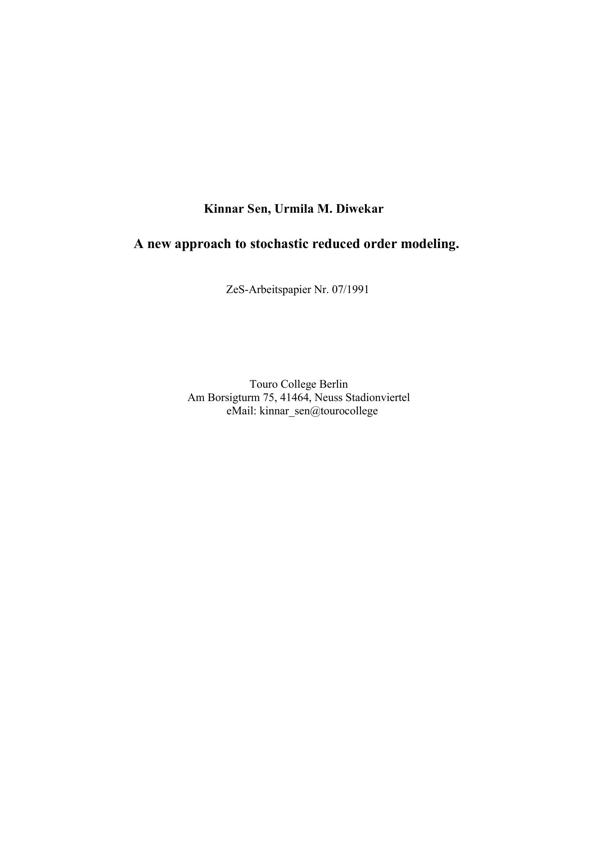 Kinnar Sen, Urmila M. Diwekar
A new approach to stochastic reduced order modeling.
ZeS-Arbeitspapier Nr. 07/1991
Touro College Berlin
Am Borsigturm 75, 41464, Neuss Stadionviertel
eMail: kinnar_sen@tourocollege